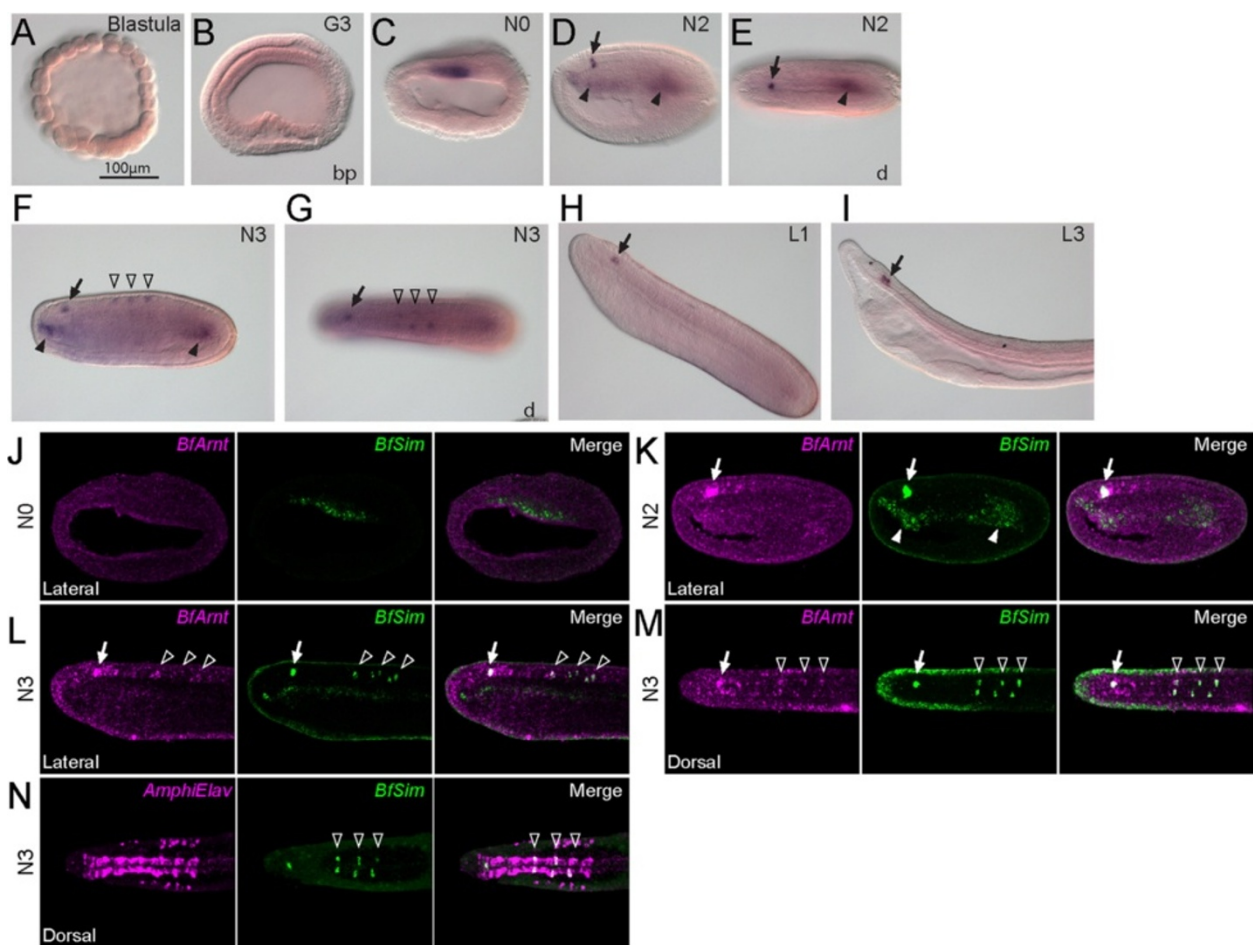 A Blastula
100µm
B G3
bp
C N0
D N2
E N2
d
F N3
G N3
d
H L1
I L3
J BfArnt BfSim Merge
N0
Lateral
K BfArnt BfSim Merge
N2
Lateral
L BfArnt BfSim Merge
N3
Lateral
M BfArnt BfSim Merge
N3
Dorsal
N AmphiElav BfSim Merge
N3
Dorsal